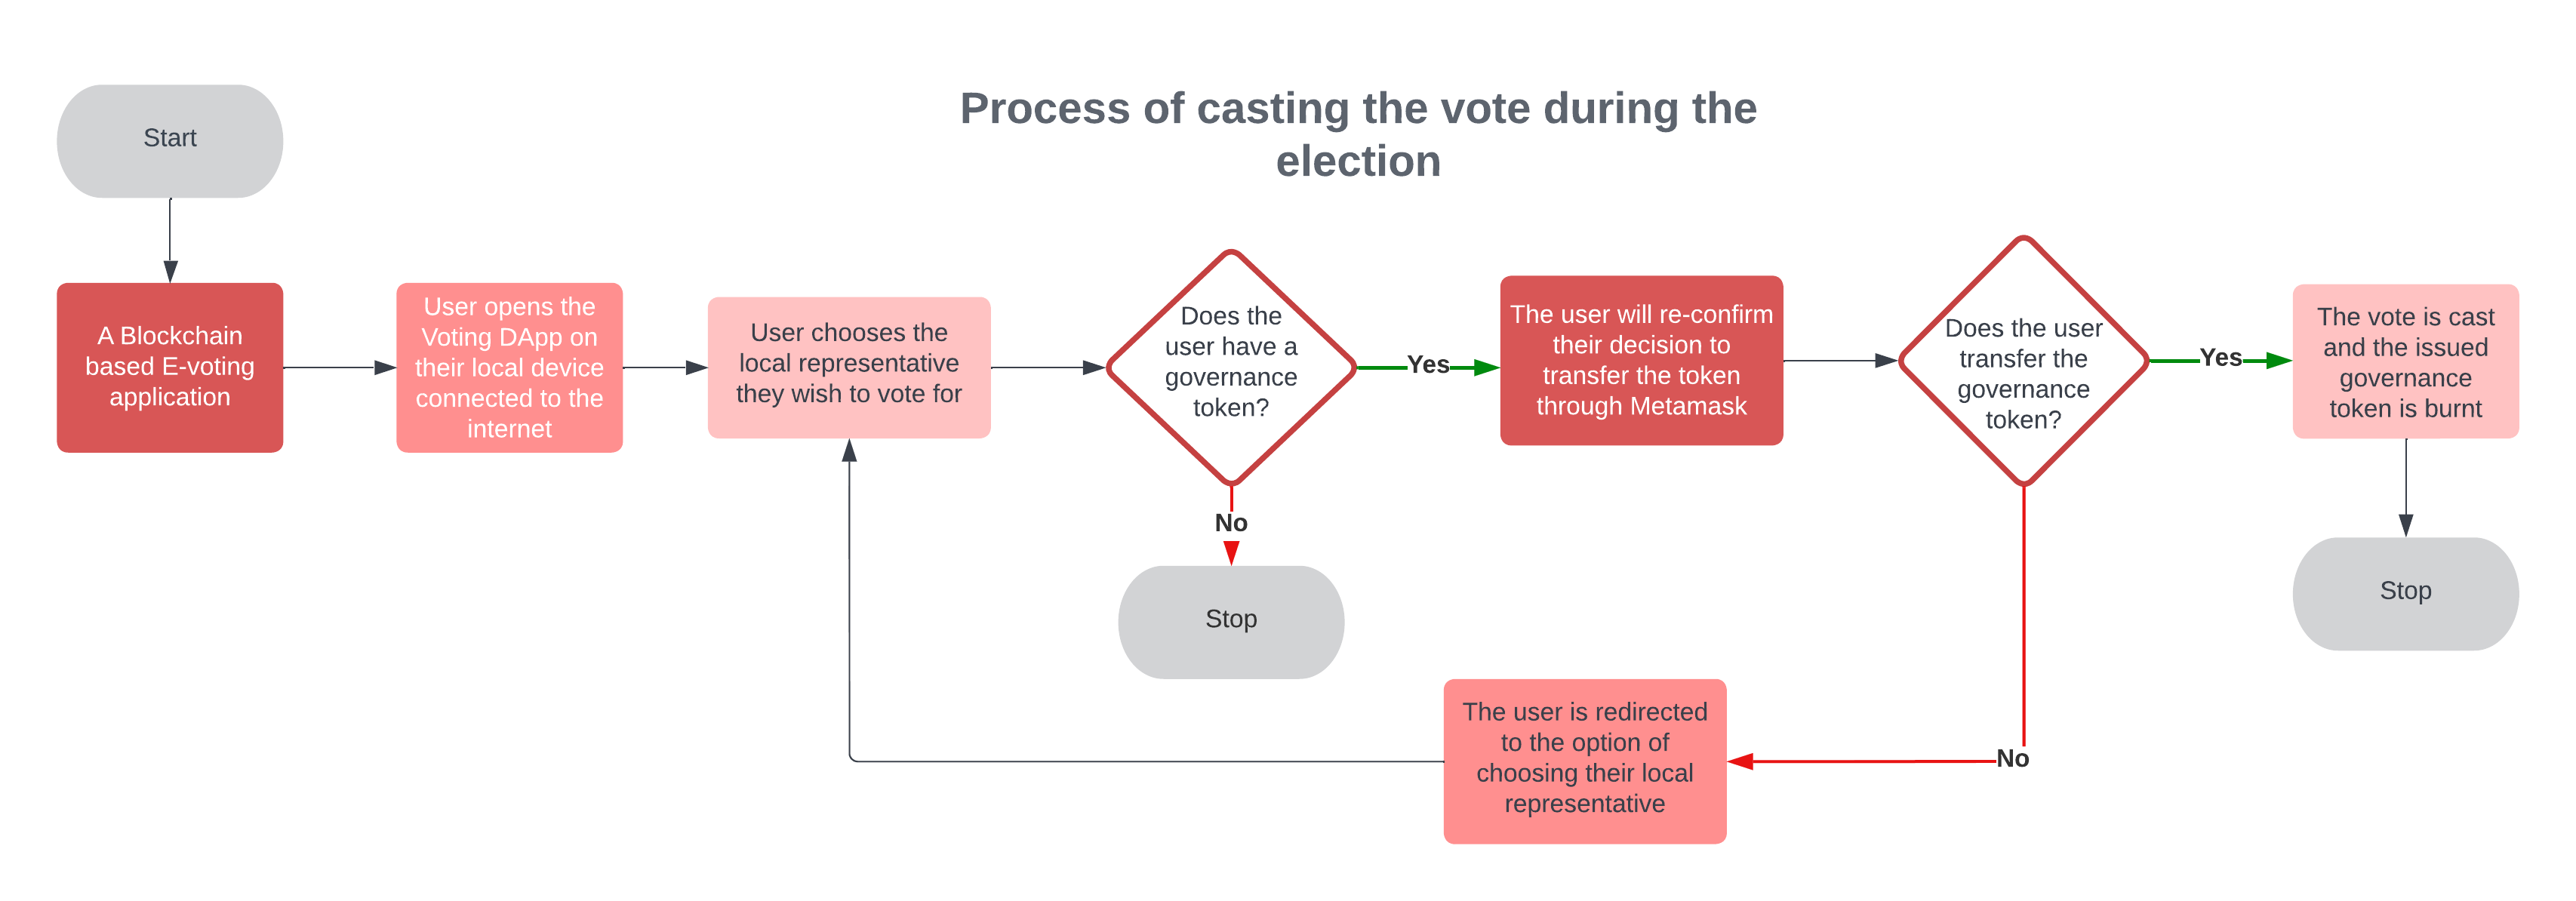 Process of casting the vote during the
election
Start
A Blockchain
based E-voting
application
User opens the
Voting DApp on
their local device
connected to the
internet
User chooses the
local representative
they wish to vote for
Does the
user have a
governance
token?
Yes
The user will re-confirm
their decision to
transfer the token
through Metamask
Does the user
transfer the
governance
token?
Yes
The vote is cast
and the issued
governance
token is burnt
No
Stop
Stop
The user is redirected
to the option of
choosing their local
representative
No